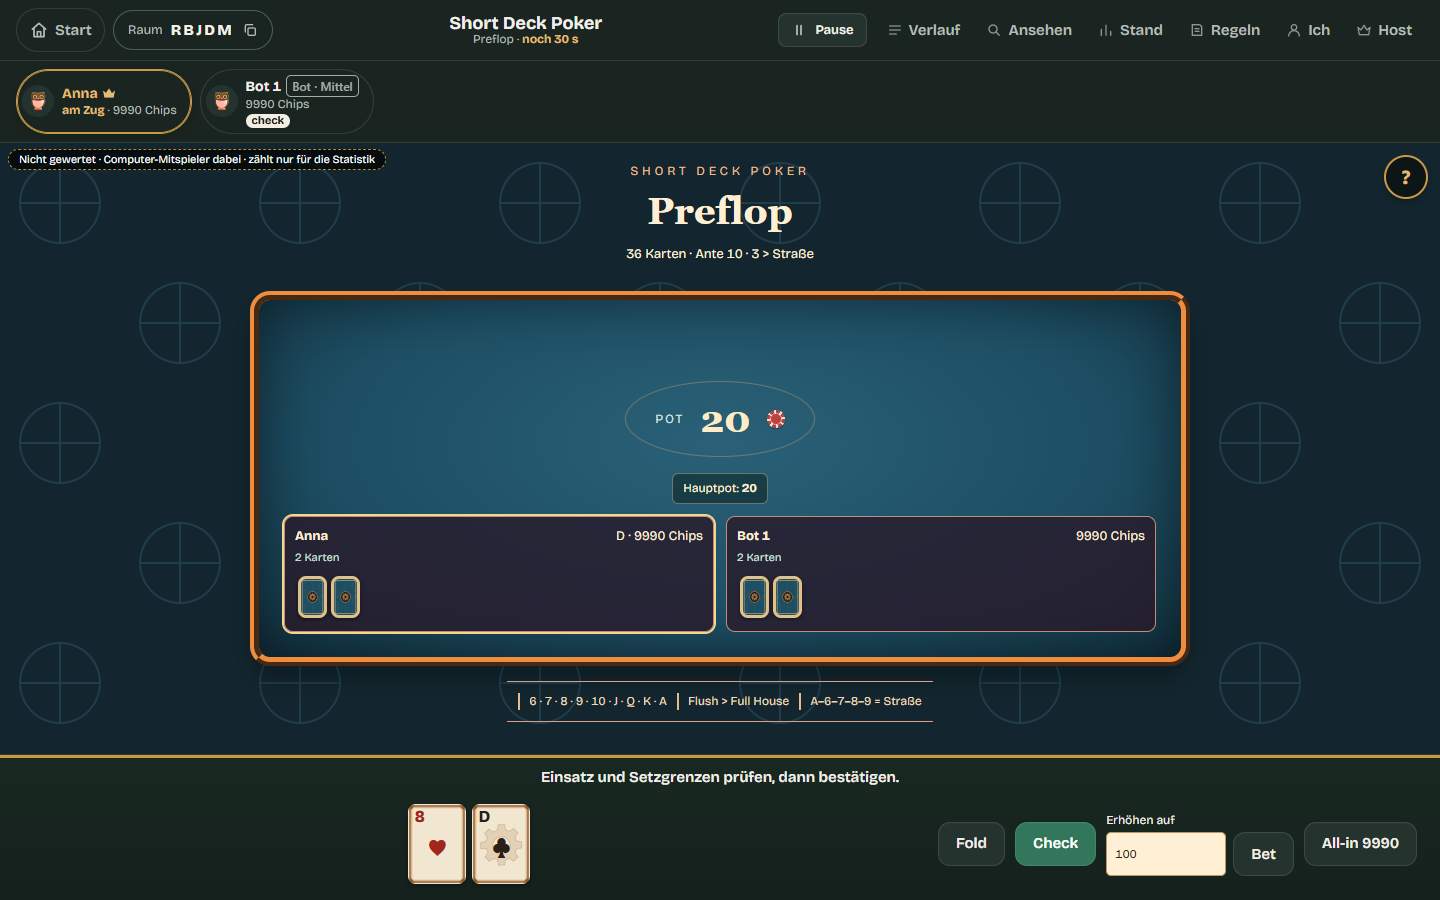 Start
Raum RBJDM
Short Deck Poker
Preflop · noch 30 s
Pause
Verlauf
Ansehen
Stand
Regeln
Ich
Host
Anna
am Zug · 9990 Chips
Bot 1 Bot · Mittel
9990 Chips
check
Nicht gewertet · Computer-Mitspieler dabei · zählt nur für die Statistik
?
SHORT DECK POKER
Preflop
36 Karten · Ante 10 · 3 > Straße
POT 20
Hauptpot: 20
Anna D · 9990 Chips
2 Karten
Bot 1 9990 Chips
2 Karten
6 · 7 · 8 · 9 · 10 · J · Q · K · A
Flush > Full House
A–6–7–8–9 = Straße
Einsatz und Setzgrenzen prüfen, dann bestätigen.
8
D
Fold
Check
Erhöhen auf
100
Bet
All-in 9990